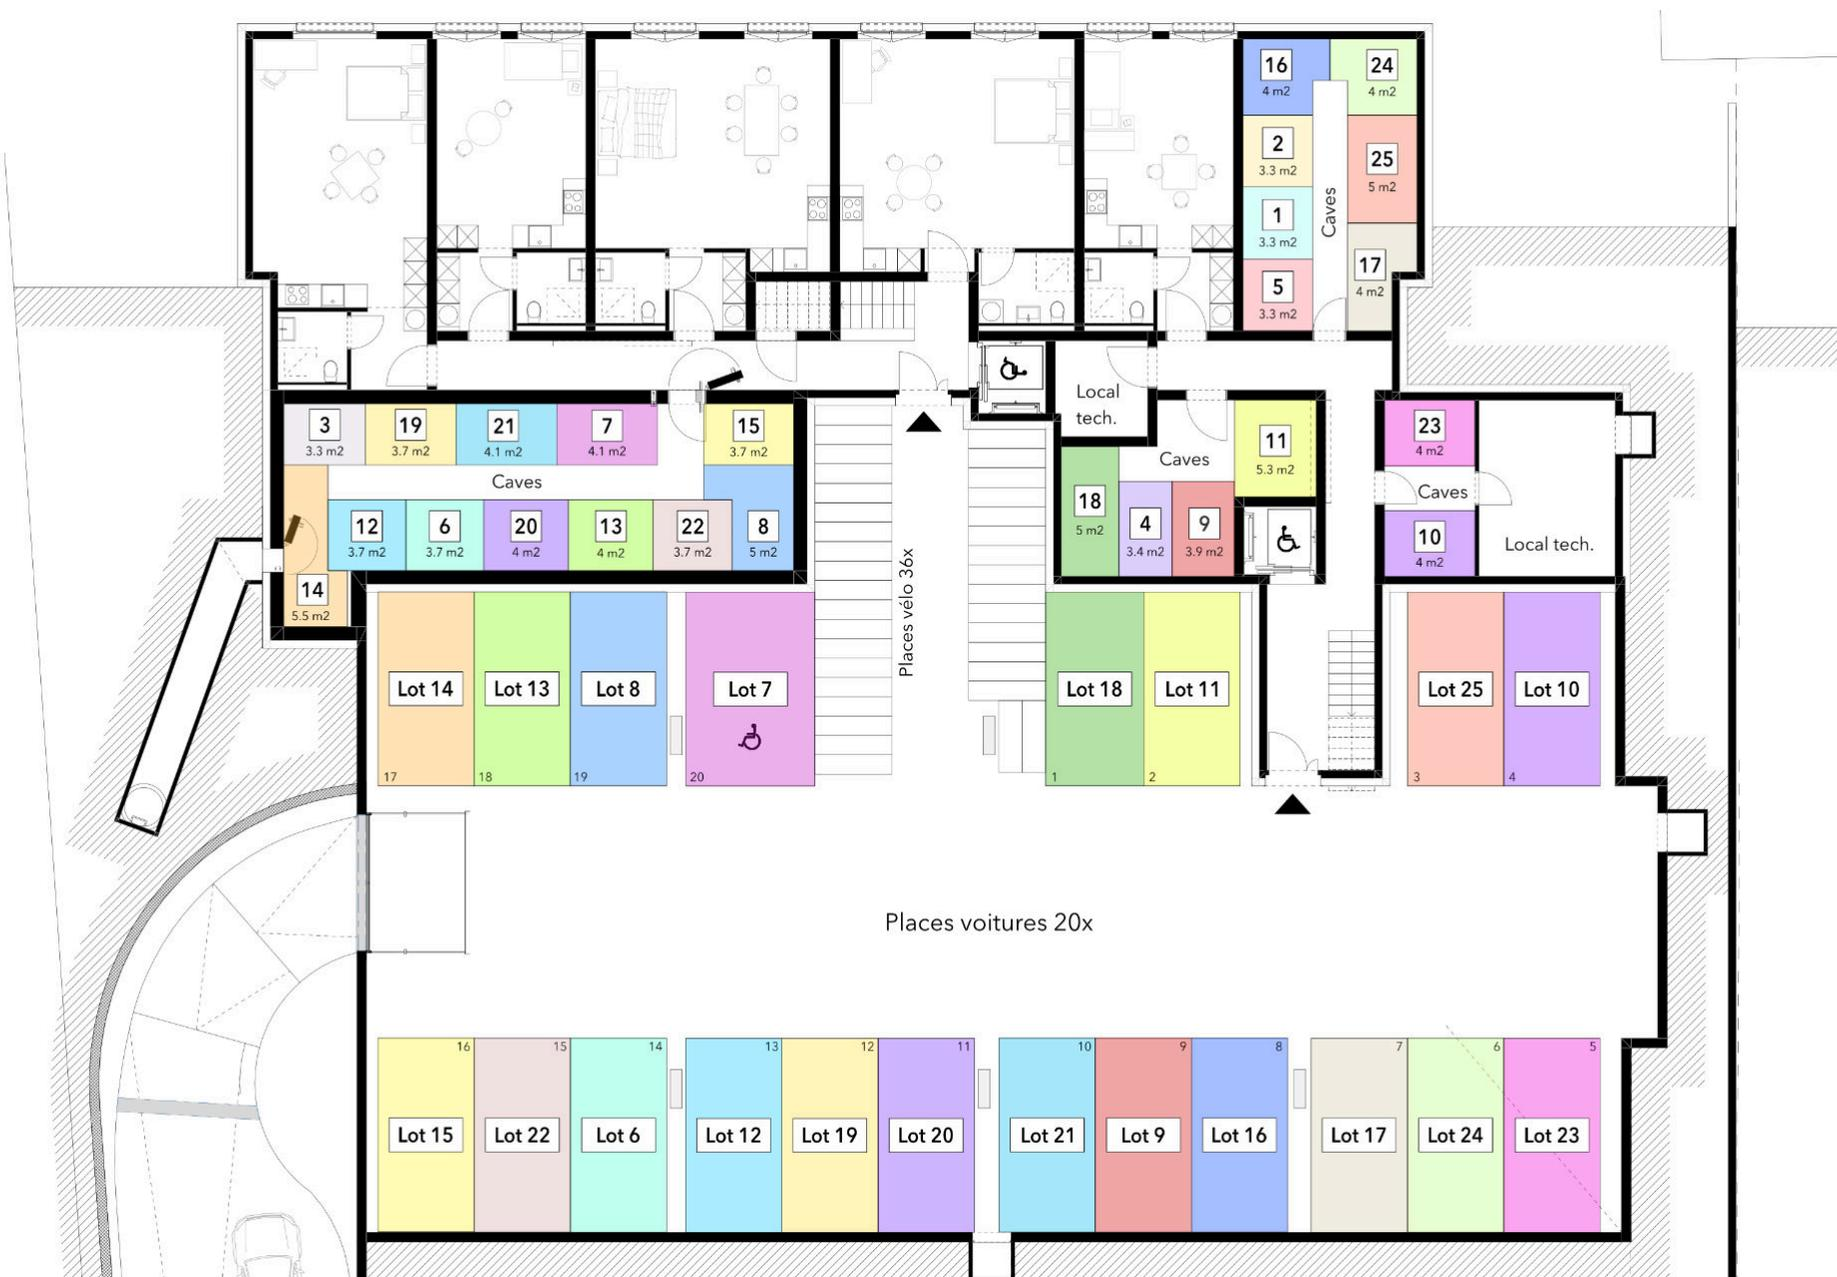 16
4 m2
24
4 m2
2
3.3 m2
25
5 m2
1
3.3 m2
Caves
17
4 m2
5
3.3 m2
Local
tech.
3
3.3 m2
19
3.7 m2
21
4.1 m2
7
4.1 m2
15
3.7 m2
Caves
12
3.7 m2
6
3.7 m2
20
4 m2
13
4 m2
22
3.7 m2
8
5 m2
14
5.5 m2
Places vélo 36x
11
5.3 m2
Caves
18
5 m2
4
3.4 m2
9
3.9 m2
23
4 m2
Caves
10
4 m2
Local tech.
Lot 14
17
Lot 13
18
Lot 8
19
Lot 7
20
Lot 18
1
Lot 11
2
Lot 25
3
Lot 10
4
Places voitures 20x
16
Lot 15
15
Lot 22
14
Lot 6
13
Lot 12
12
Lot 19
11
Lot 20
10
Lot 21
9
Lot 9
8
Lot 16
7
Lot 17
6
Lot 24
5
Lot 23